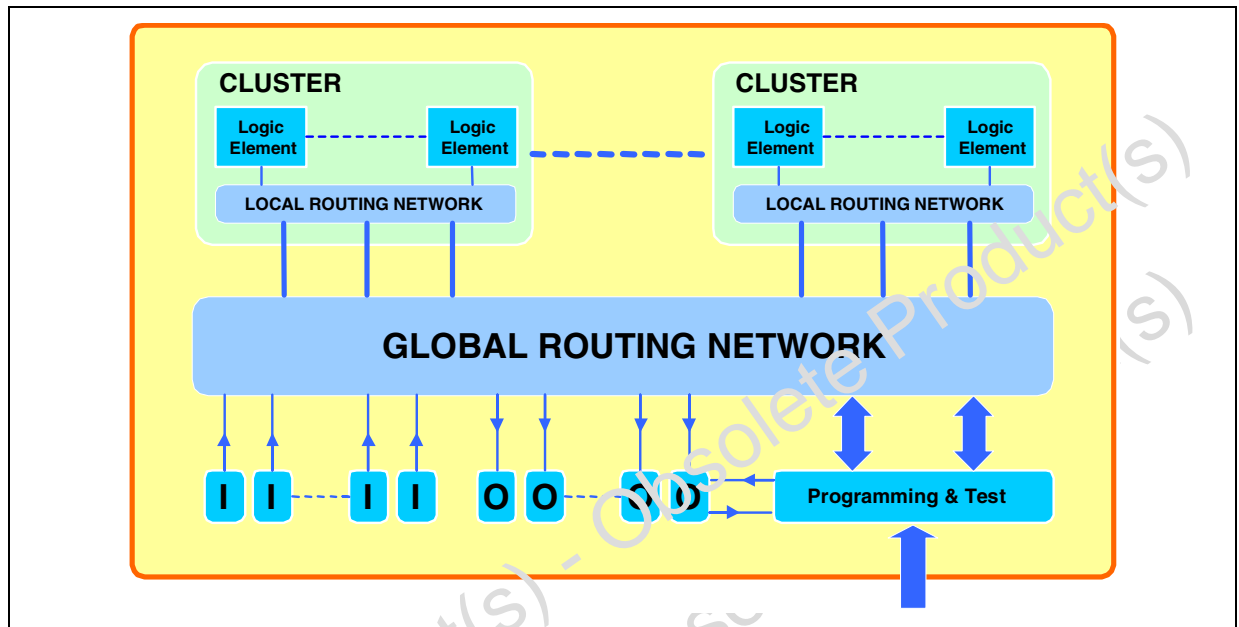 CLUSTER
CLUSTER
Logic
Element
Logic
Element
Logic
Element
Logic
Element
LOCAL ROUTING NETWORK
LOCAL ROUTING NETWORK
GLOBAL ROUTING NETWORK
I I I I O O O O
Programming & Test
- Obsolete Product(s)